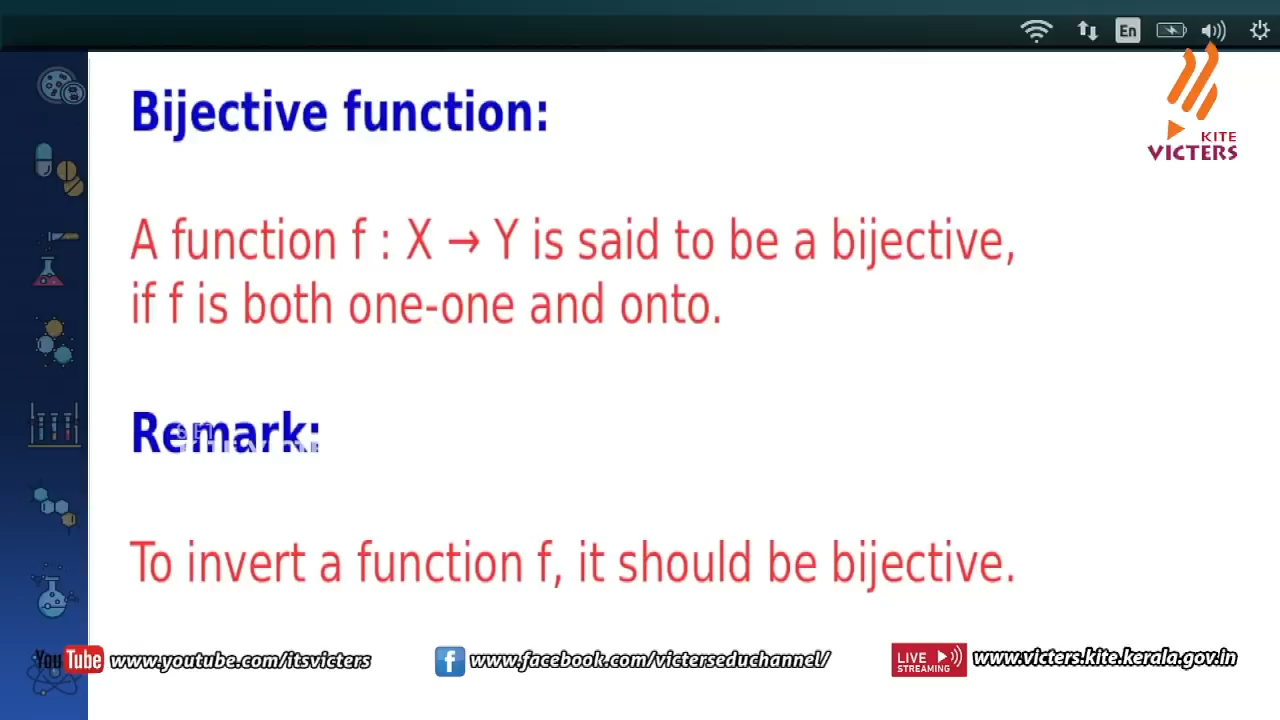 En
KITE
VICTERS
Bijective function:
A function f : X → Y is said to be a bijective,
if f is both one-one and onto.
Remark:
To invert a function f, it should be bijective.
You Tube www.youtube.com/itsvicters
f www.facebook.com/victerseduchannel/
LIVE STREAMING www.victers.kite.kerala.gov.in